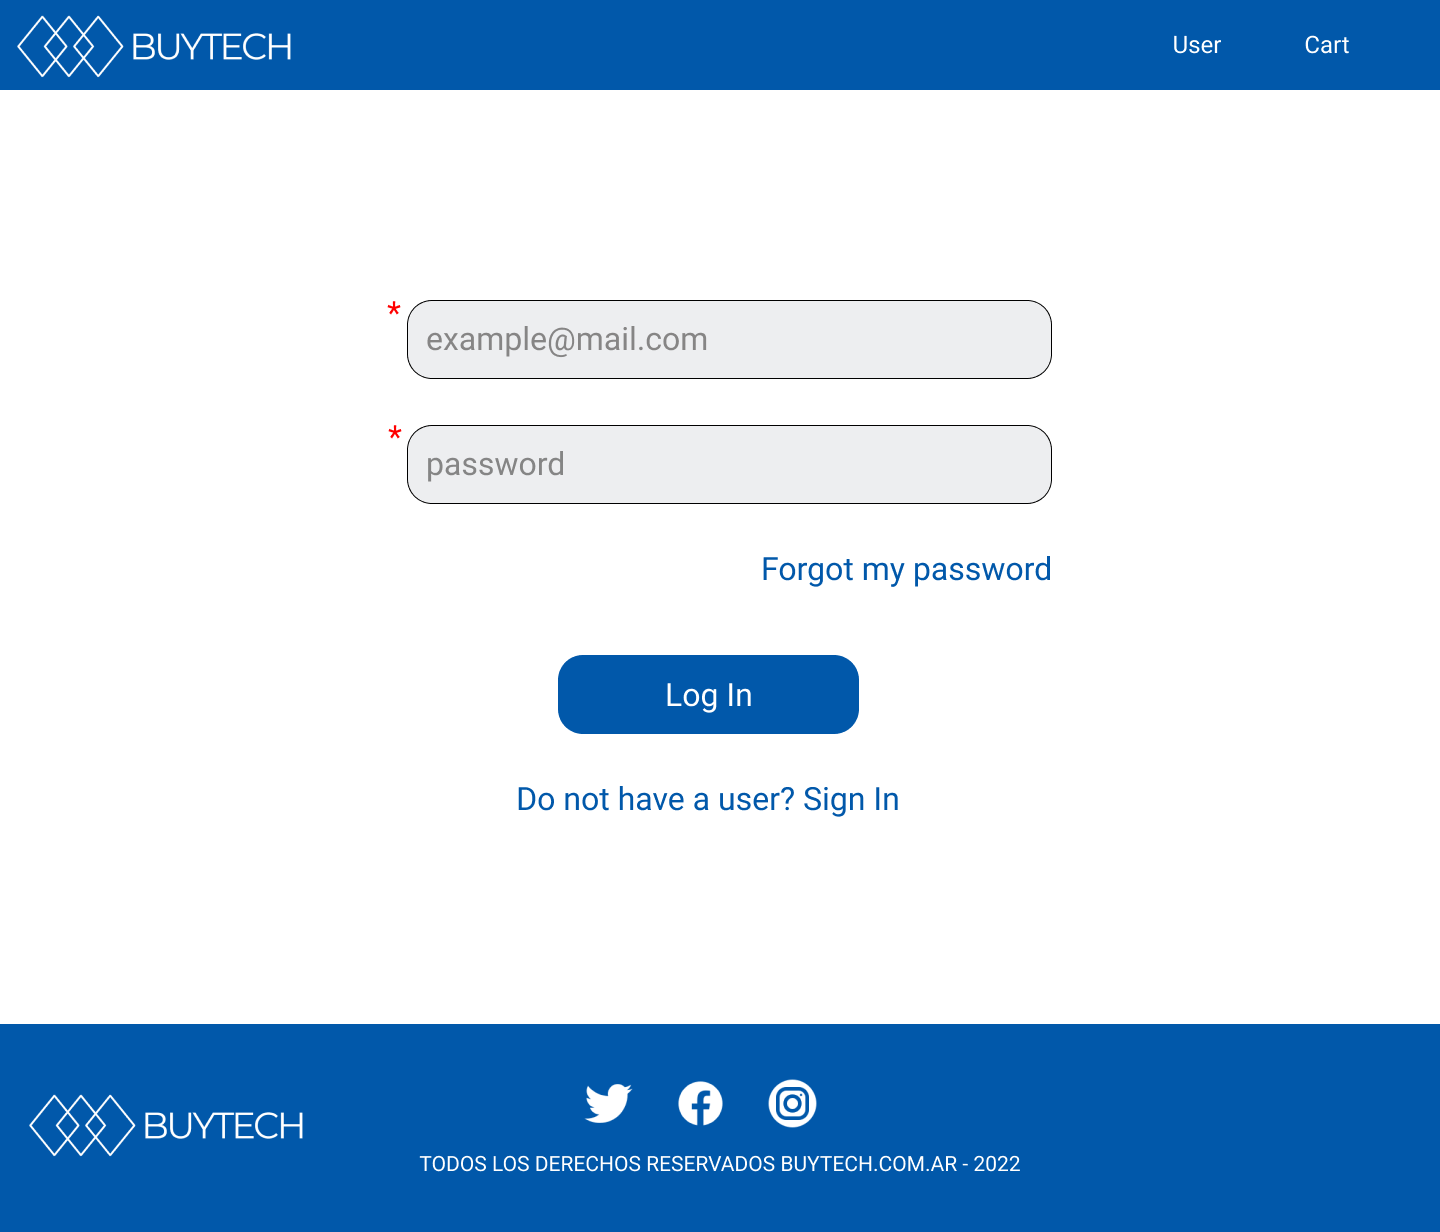 BUYTECH
User
Cart
*
example@mail.com
*
password
Forgot my password
Log In
Do not have a user? Sign In
BUYTECH
TODOS LOS DERECHOS RESERVADOS BUYTECH.COM.AR - 2022